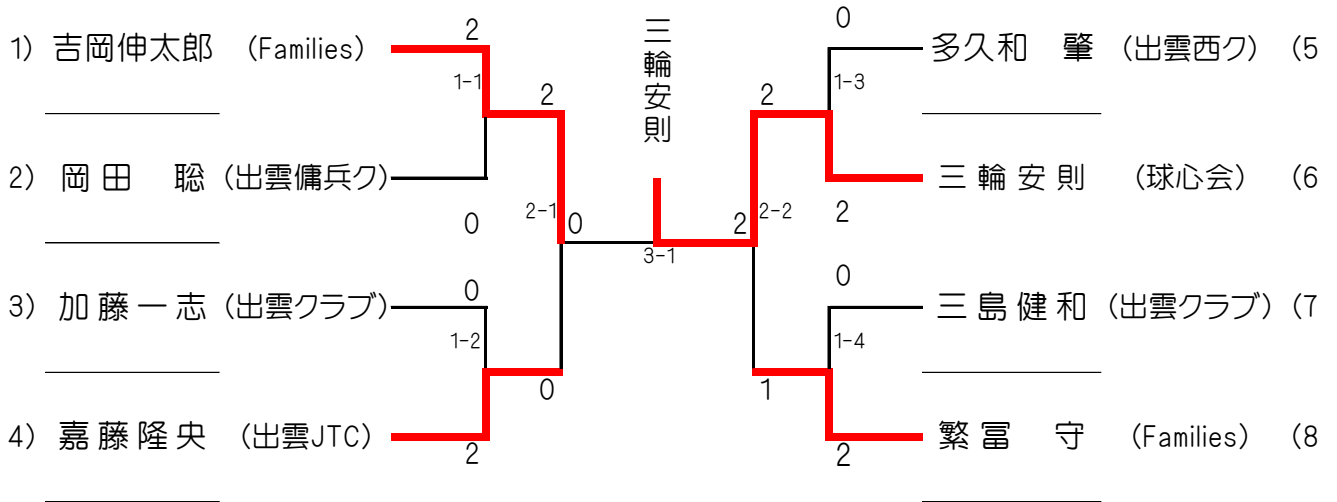 三輪安則
1) 吉岡伸太郎 (Families)
2
1-1
2
2) 岡田 聡 (出雲傭兵ク)
0
2-1
0
3) 加藤一志 (出雲クラブ)
0
1-2
0
4) 嘉藤隆央 (出雲JTC)
2
3-1
0
多久和 肇 (出雲西ク) (5
1-3
2
三輪安則 (球心会) (6
2
2-2
2
0
三島健和 (出雲クラブ) (7
1-4
1
繁冨 守 (Families) (8
2